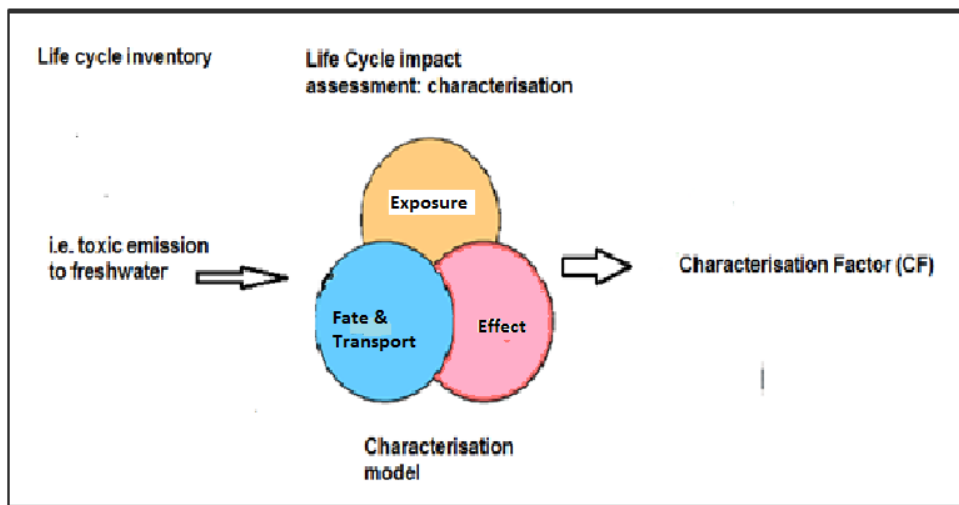 Life cycle inventory
Life Cycle impact
assessment: characterisation
Exposure
i.e. toxic emission
to freshwater
Fate &
Transport
Effect
Characterisation Factor (CF)
Characterisation
model